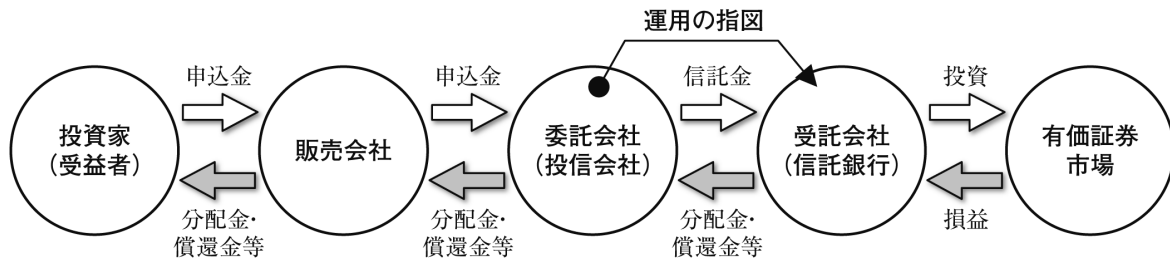 運用の指図
申込金
申込金
信託金
投資
投資家
（受益者）
販売会社
委託会社
（投信会社）
受託会社
（信託銀行）
有価証券
市場
分配金・
償還金等
分配金・
償還金等
分配金・
償還金等
損益